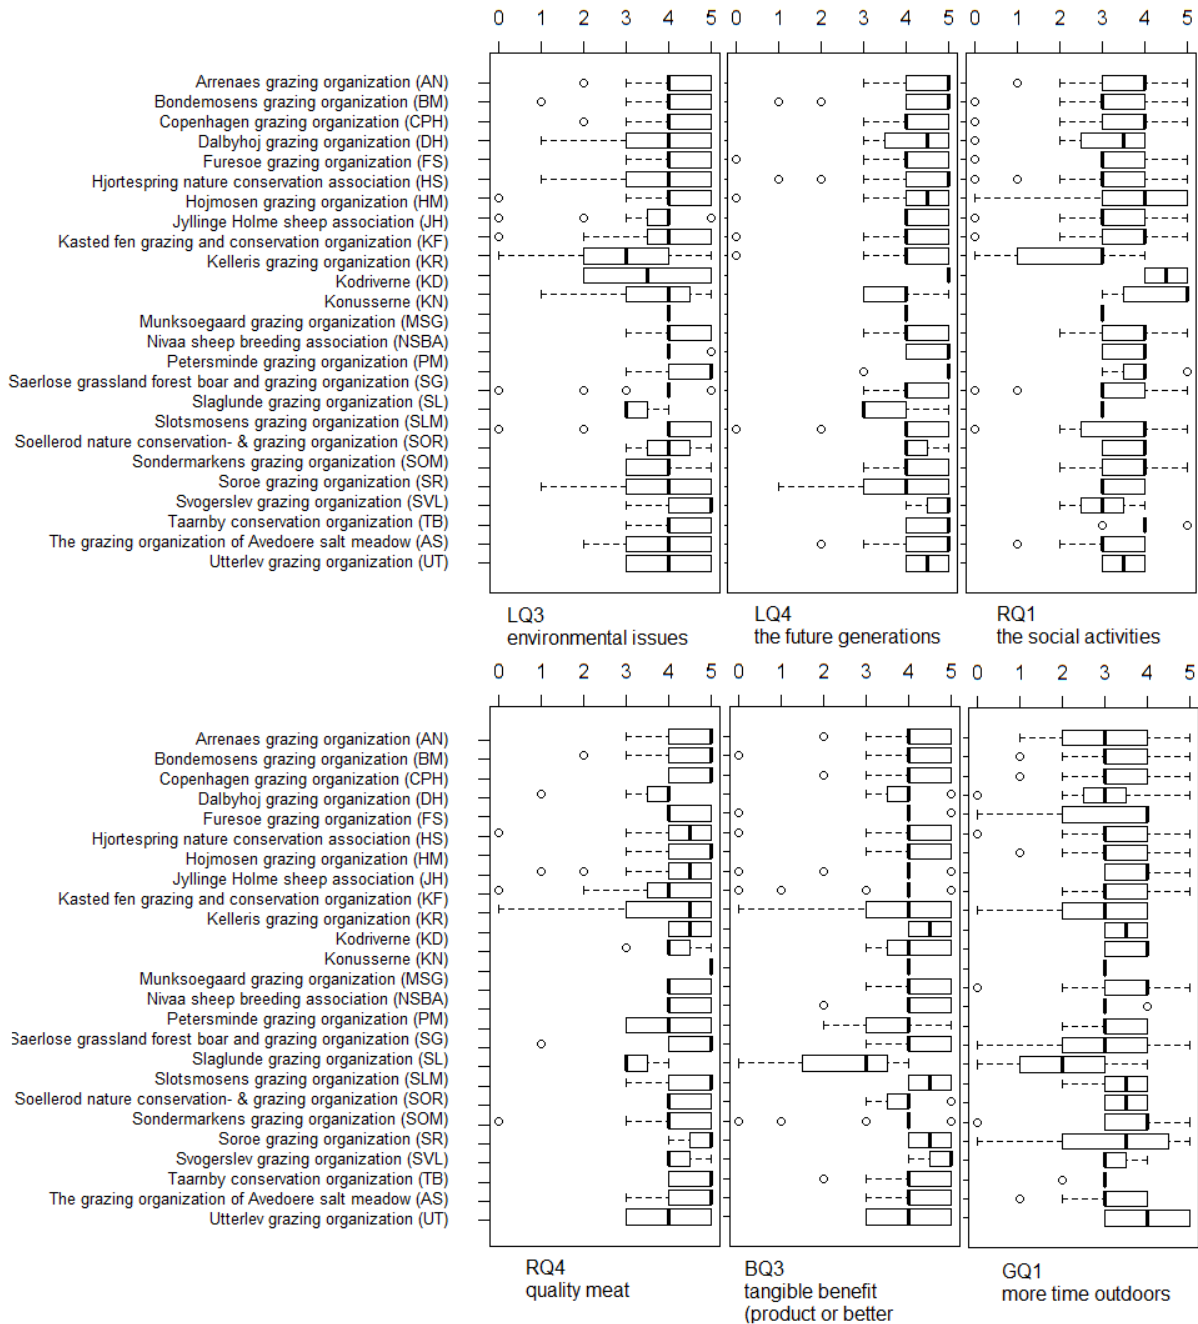 0 1 2 3 4 5 0 1 2 3 4 5 0 1 2 3 4 5
Arrenaes grazing organization (AN)
Bondemosens grazing organization (BM)
Copenhagen grazing organization (CPH)
Dalbyhoj grazing organization (DH)
Furesoe grazing organization (FS)
Hjortespring nature conservation association (HS)
Hojmosen grazing organization (HM)
Jyllinge Holme sheep association (JH)
Kasted fen grazing and conservation organization (KF)
Kelleris grazing organization (KR)
Kodriverne (KD)
Konusserne (KN)
Munksoegaard grazing organization (MSG)
Nivaa sheep breeding association (NSBA)
Petersminde grazing organization (PM)
Saerlose grassland forest boar and grazing organization (SG)
Slaglunde grazing organization (SL)
Slotsmosens grazing organization (SLM)
Soellerod nature conservation- & grazing organization (SOR)
Sondermarkens grazing organization (SOM)
Soroe grazing organization (SR)
Svogerslev grazing organization (SVL)
Taarnby conservation organization (TB)
The grazing organization of Avedoere salt meadow (AS)
Utterlev grazing organization (UT)
LQ3 LQ4 RQ1
environmental issues the future generations the social activities
0 1 2 3 4 5 0 1 2 3 4 5 0 1 2 3 4 5
Arrenaes grazing organization (AN)
Bondemosens grazing organization (BM)
Copenhagen grazing organization (CPH)
Dalbyhoj grazing organization (DH)
Furesoe grazing organization (FS)
Hjortespring nature conservation association (HS)
Hojmosen grazing organization (HM)
Jyllinge Holme sheep association (JH)
Kasted fen grazing and conservation organization (KF)
Kelleris grazing organization (KR)
Kodriverne (KD)
Konusserne (KN)
Munksoegaard grazing organization (MSG)
Nivaa sheep breeding association (NSBA)
Petersminde grazing organization (PM)
Saerlose grassland forest boar and grazing organization (SG)
Slaglunde grazing organization (SL)
Slotsmosens grazing organization (SLM)
Soellerod nature conservation- & grazing organization (SOR)
Sondermarkens grazing organization (SOM)
Soroe grazing organization (SR)
Svogerslev grazing organization (SVL)
Taarnby conservation organization (TB)
The grazing organization of Avedoere salt meadow (AS)
Utterlev grazing organization (UT)
RQ4 BQ3 GQ1
quality meat tangible benefit more time outdoors
(product or better